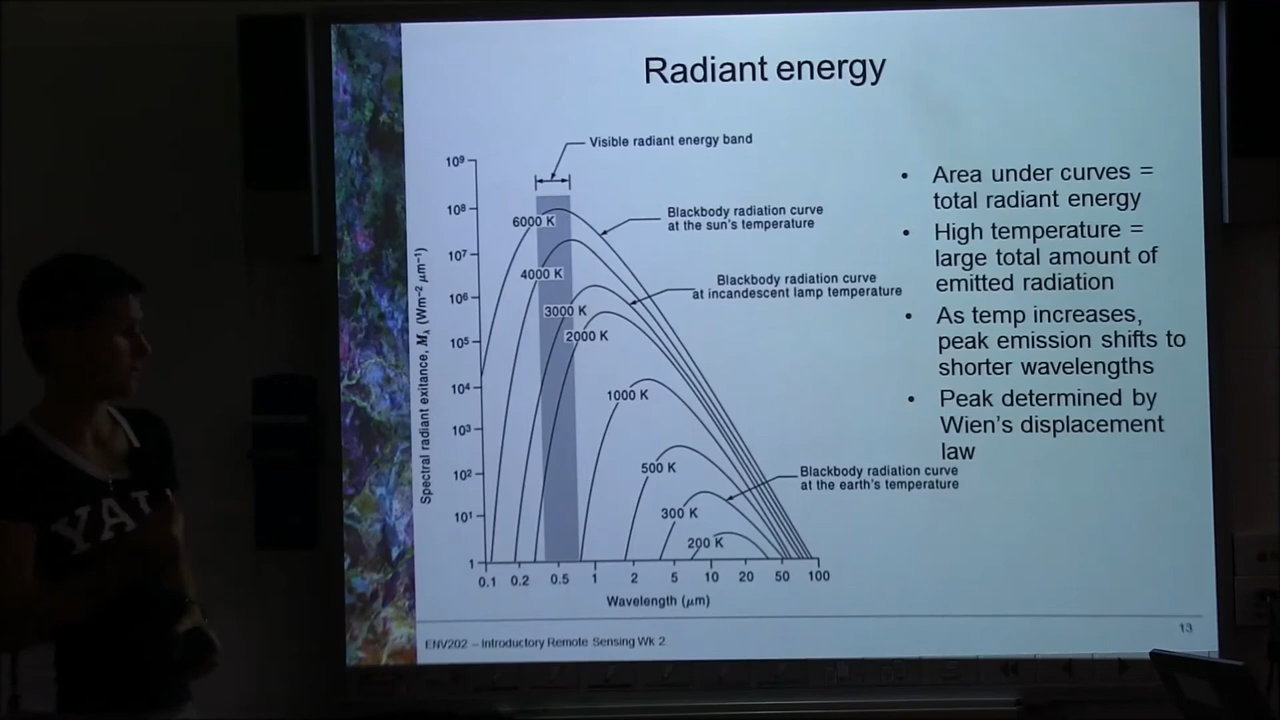 Radiant energy
Visible radiant energy band
10⁹
10⁸
10⁷
10⁶
10⁵
10⁴
10³
10²
10¹
1
Spectral radiant exitance, Mλ (Wm⁻² μm⁻¹)
6000 K
4000 K
3000 K
2000 K
1000 K
500 K
300 K
200 K
Blackbody radiation curve
at the sun's temperature
Blackbody radiation curve
at incandescent lamp temperature
Blackbody radiation curve
at the earth's temperature
0.1 0.2 0.5 1 2 5 10 20 50 100
Wavelength (μm)
• Area under curves =
total radiant energy
• High temperature =
large total amount of
emitted radiation
• As temp increases,
peak emission shifts to
shorter wavelengths
• Peak determined by
Wien's displacement
law
ENV202 – Introductory Remote Sensing Wk 2
13
YAL